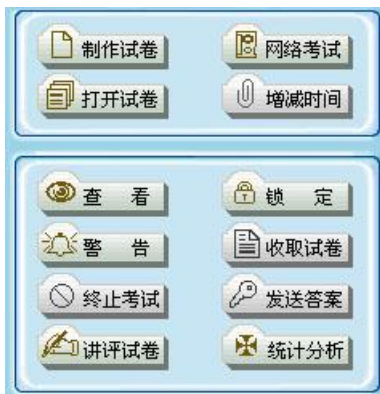 制作试卷 网络考试
打开试卷 增减时间
查 看 锁 定
警 告 收取试卷
终止考试 发送答案
讲评试卷 统计分析